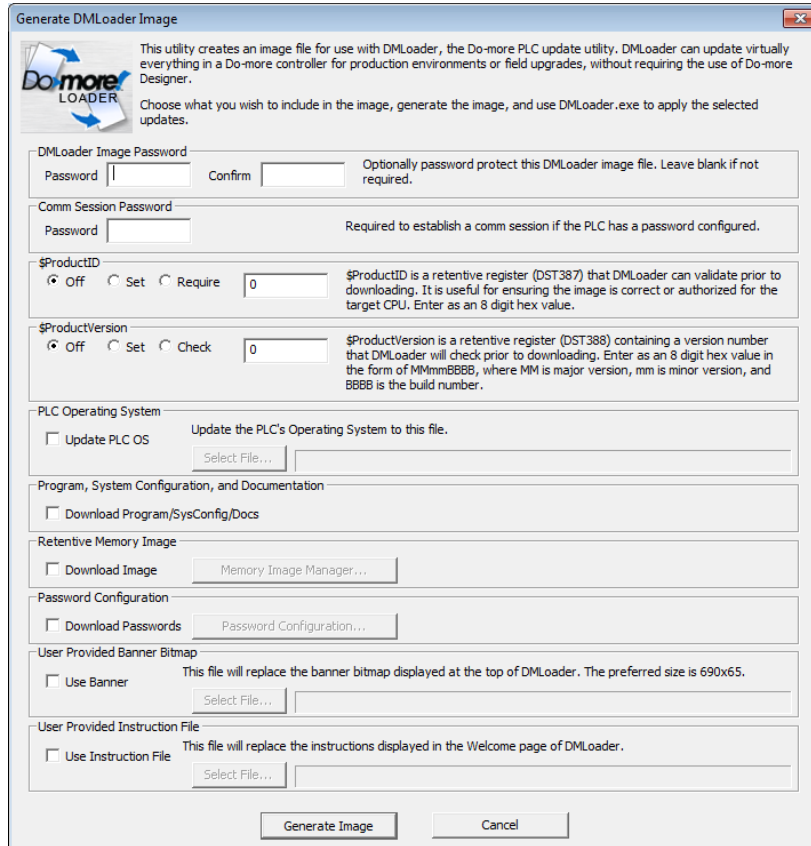 Generate DMLoader Image
This utility creates an image file for use with DMLoader, the Do-more PLC update utility. DMLoader can update virtually
everything in a Do-more controller for production environments or field upgrades, without requiring the use of Do-more
Designer.
Do-more!
LOADER
Choose what you wish to include in the image, generate the image, and use DMLoader.exe to apply the selected
updates.
DMLoader Image Password
Password Confirm Optionally password protect this DMLoader image file. Leave blank if not
required.
Comm Session Password
Password Required to establish a comm session if the PLC has a password configured.
$ProductID
Off Set Require 0 $ProductID is a retentive register (DST387) that DMLoader can validate prior to
downloading. It is useful for ensuring the image is correct or authorized for the
target CPU. Enter as an 8 digit hex value.
$ProductVersion
Off Set Check 0 $ProductVersion is a retentive register (DST388) containing a version number
that DMLoader will check prior to downloading. Enter as an 8 digit hex value in
the form of MMmmBBBB, where MM is major version, mm is minor version, and
BBBB is the build number.
PLC Operating System
Update PLC OS Update the PLC's Operating System to this file.
Select File...
Program, System Configuration, and Documentation
Download Program/SysConfig/Docs
Retentive Memory Image
Download Image Memory Image Manager...
Password Configuration
Download Passwords Password Configuration...
User Provided Banner Bitmap
Use Banner This file will replace the banner bitmap displayed at the top of DMLoader. The preferred size is 690x65.
Select File...
User Provided Instruction File
Use Instruction File This file will replace the instructions displayed in the Welcome page of DMLoader.
Select File...
Generate Image Cancel